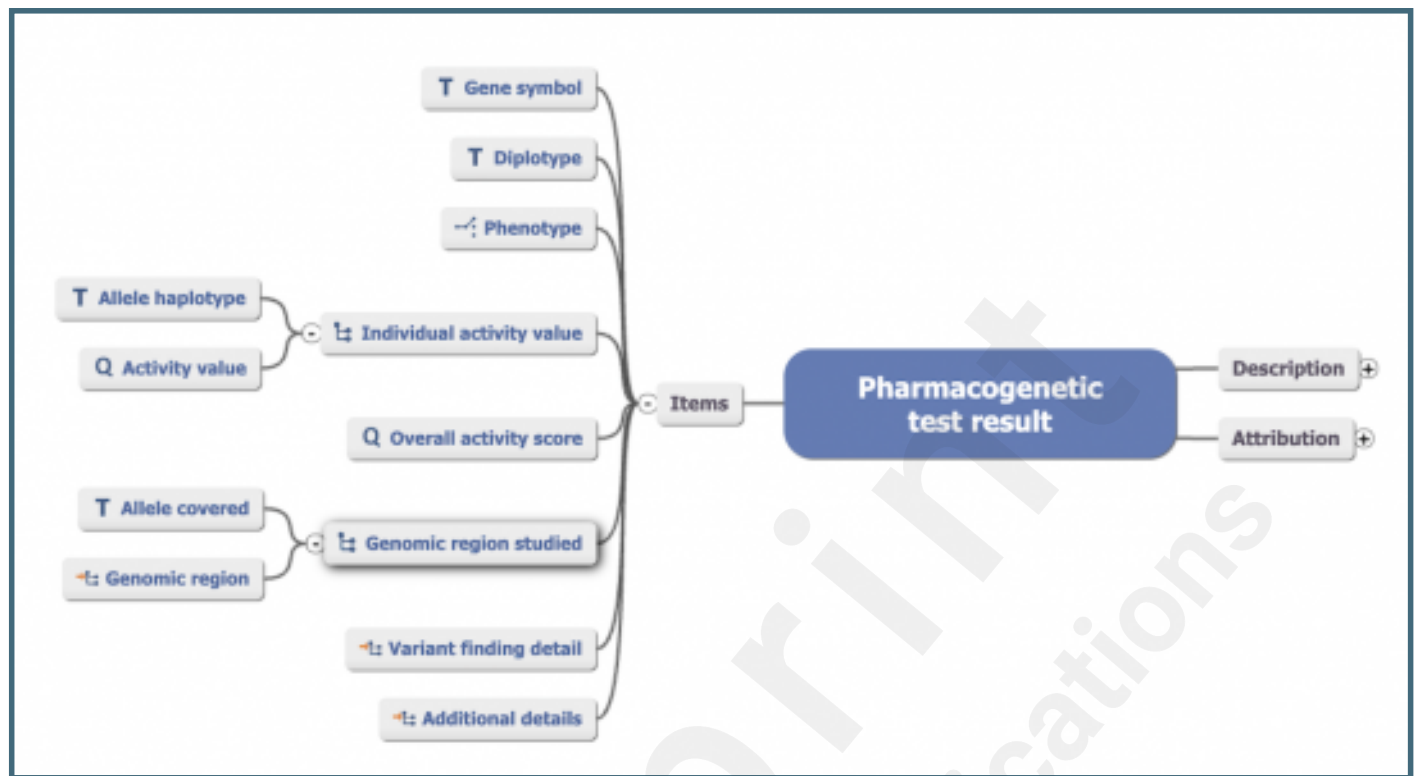 T Gene symbol
T Diplotype
Phenotype
T Allele haplotype
Individual activity value
Q Activity value
Items
Pharmacogenetic
test result
Description
Attribution
Q Overall activity score
T Allele covered
Genomic region studied
Genomic region
Variant finding detail
Additional details